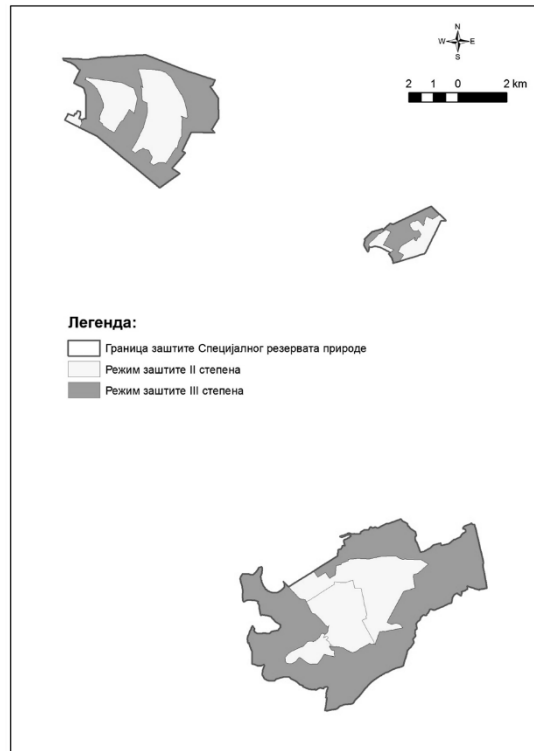 N
W E
S
2 1 0 2 km
Легенда:
Граница заштите Специјалног резервата природе
Режим заштите II степена
Режим заштите III степена